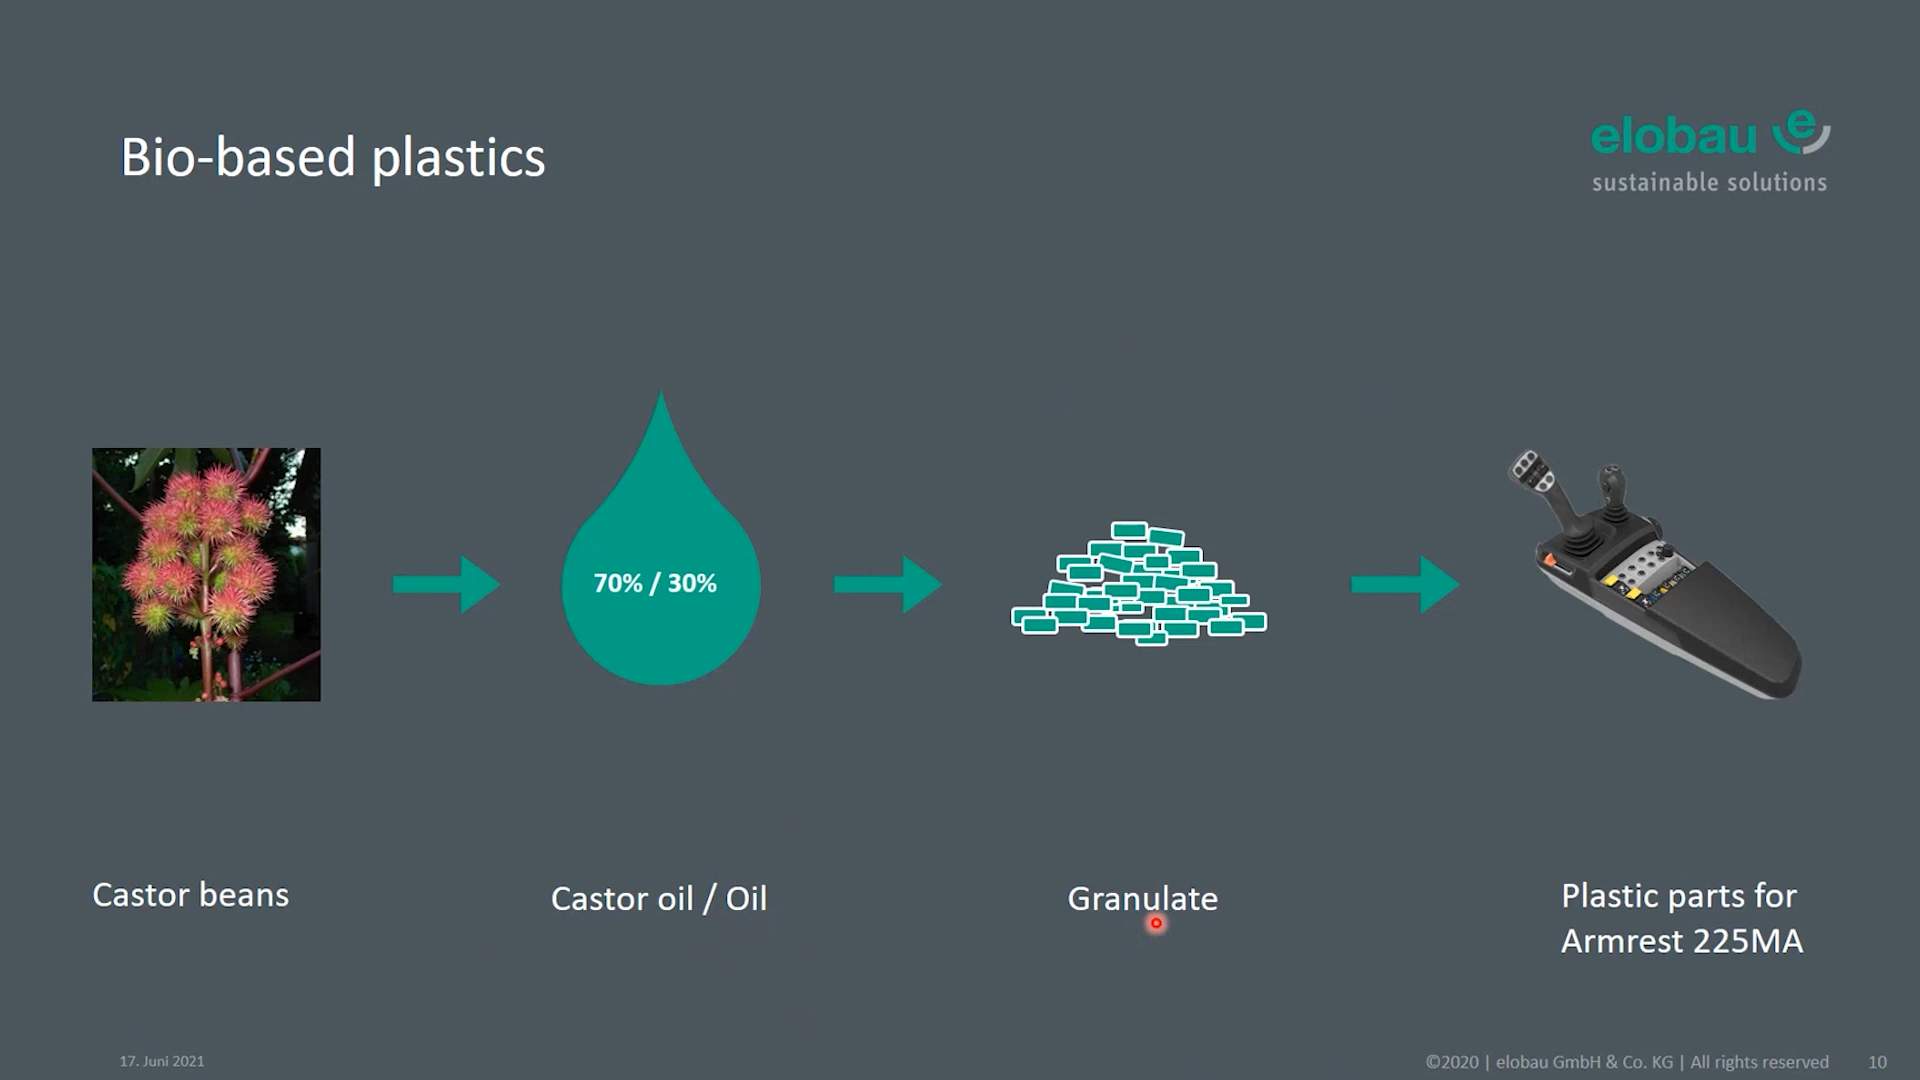 Bio-based plastics
elobau e
sustainable solutions
70% / 30%
Castor beans
Castor oil / Oil
Granulate
Plastic parts for
Armrest 225MA
17. Juni 2021
©2020 | elobau GmbH & Co. KG | All rights reserved
10